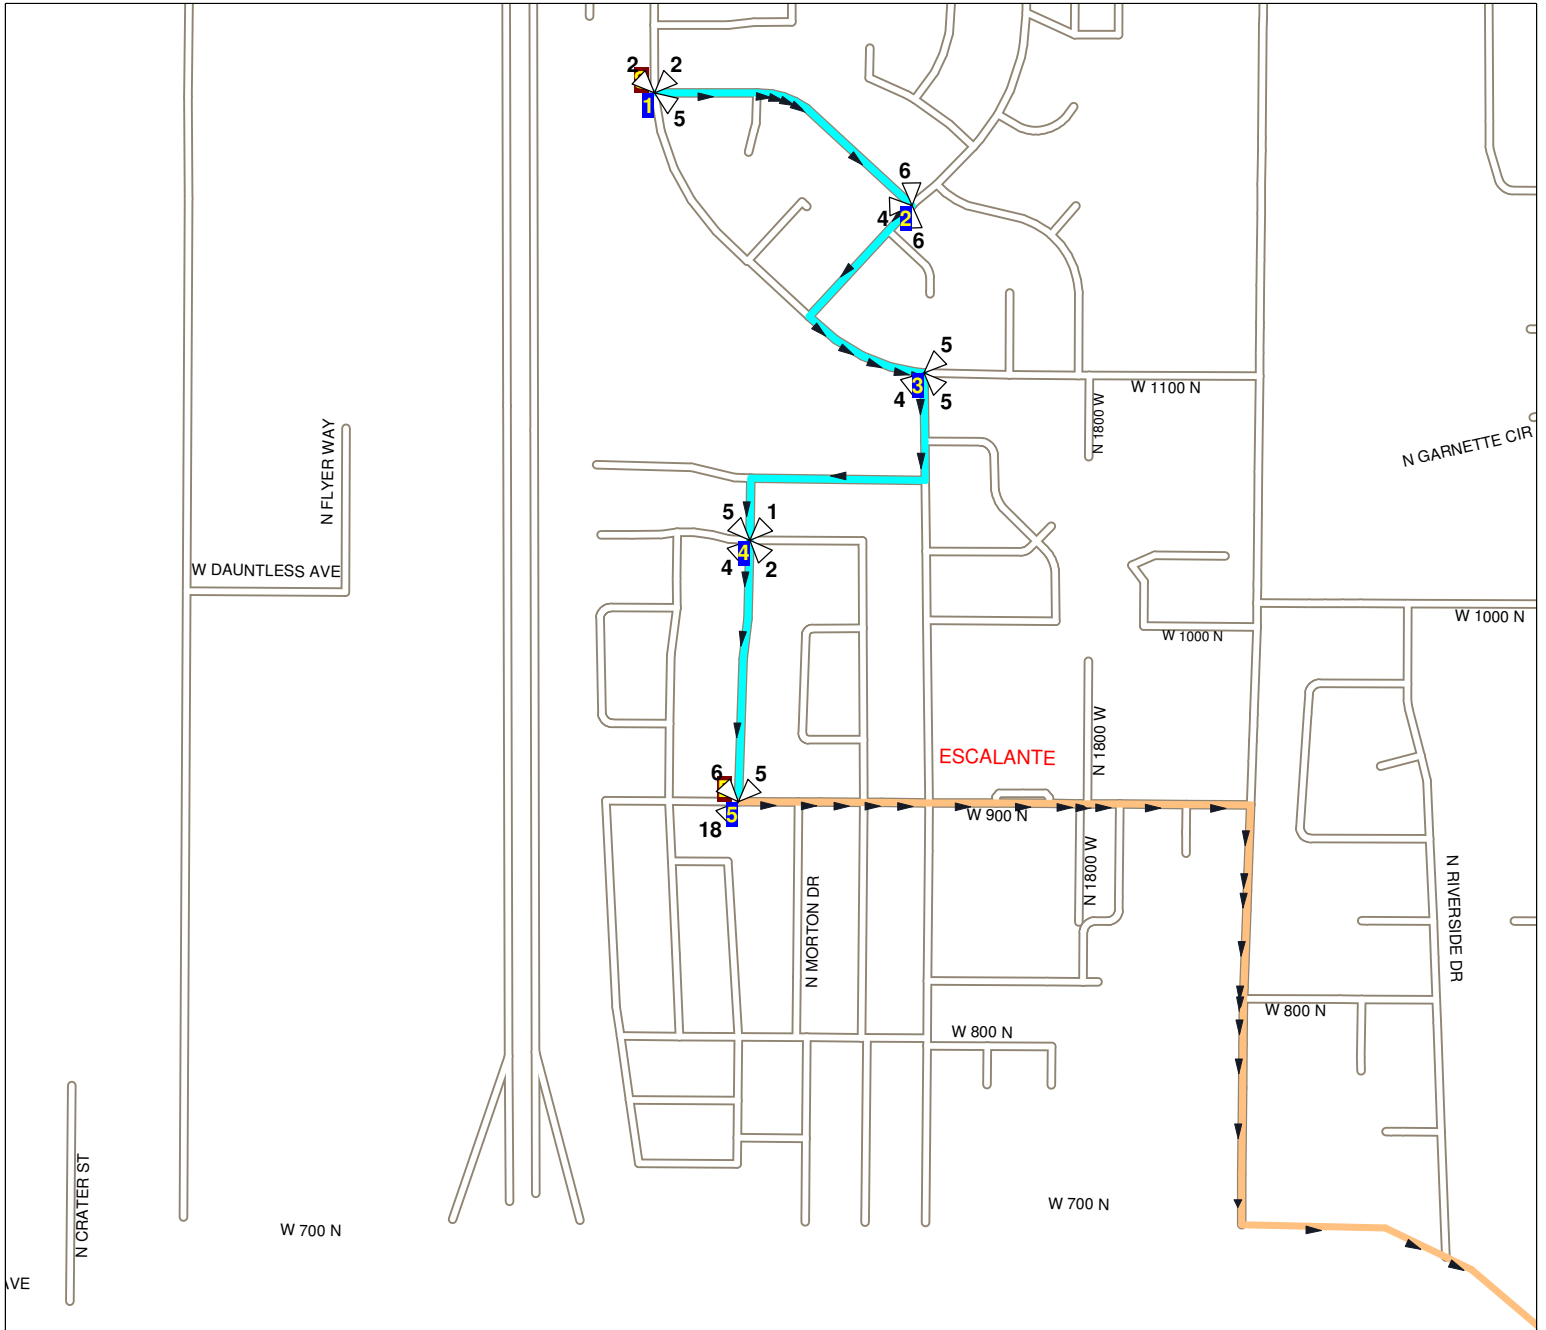 2 2
1
5
6
4 2
6
5
3
4 5
W 1100 N
N 1800 W
N FLYER WAY
N GARNETTE CIR
5 1
4
4 2
W DAUNTLESS AVE
W 1000 N
W 1000 N
N 1800 W
ESCALANTE
6 5
5
18
W 900 N
N 1800 W
N MORTON DR
N RIVERSIDE DR
W 800 N
W 800 N
N CRATER ST
W 700 N
W 700 N
AVE